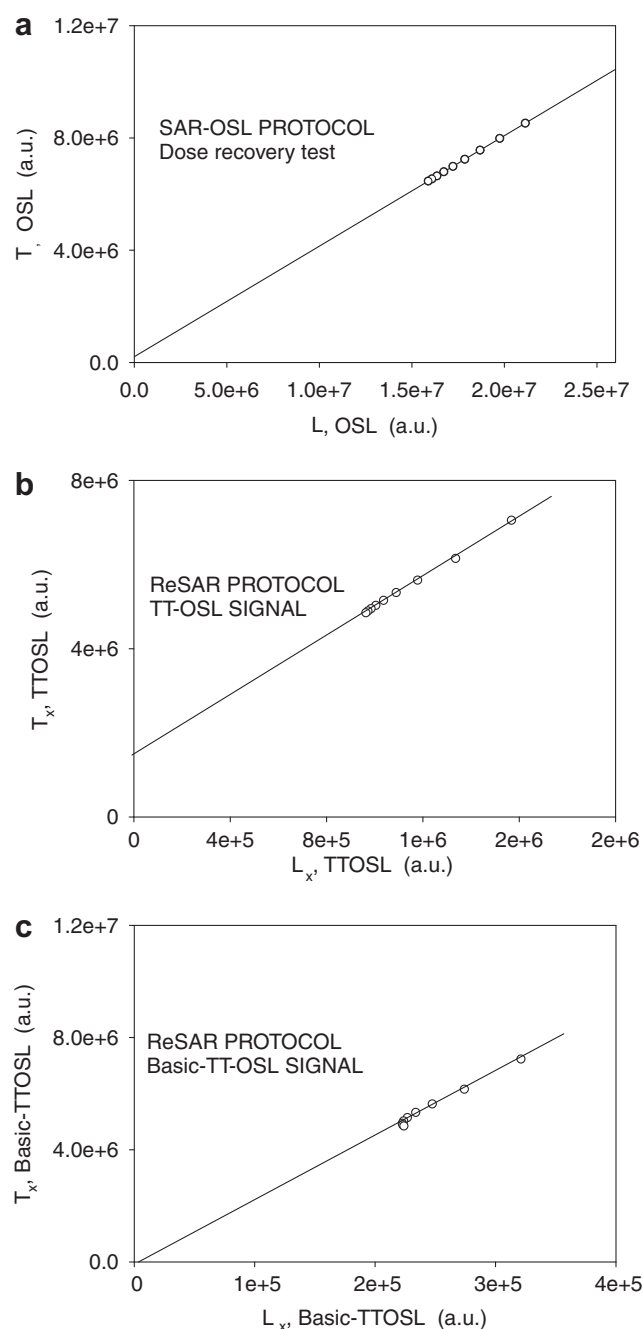 a
1.2e+7
8.0e+6
4.0e+6
0.0
T, OSL (a.u.)
SAR-OSL PROTOCOL
Dose recovery test
0.0 5.0e+6 1.0e+7 1.5e+7 2.0e+7 2.5e+7
L, OSL (a.u.)
b
8e+6
4e+6
0
Tx, TTOSL (a.u.)
ReSAR PROTOCOL
TT-OSL SIGNAL
0 4e+5 8e+5 1e+6 2e+6 2e+6
Lx, TTOSL (a.u.)
c
1.2e+7
8.0e+6
4.0e+6
0.0
Tx, Basic-TTOSL (a.u.)
ReSAR PROTOCOL
Basic-TT-OSL SIGNAL
0 1e+5 2e+5 3e+5 4e+5
Lx, Basic-TTOSL (a.u.)